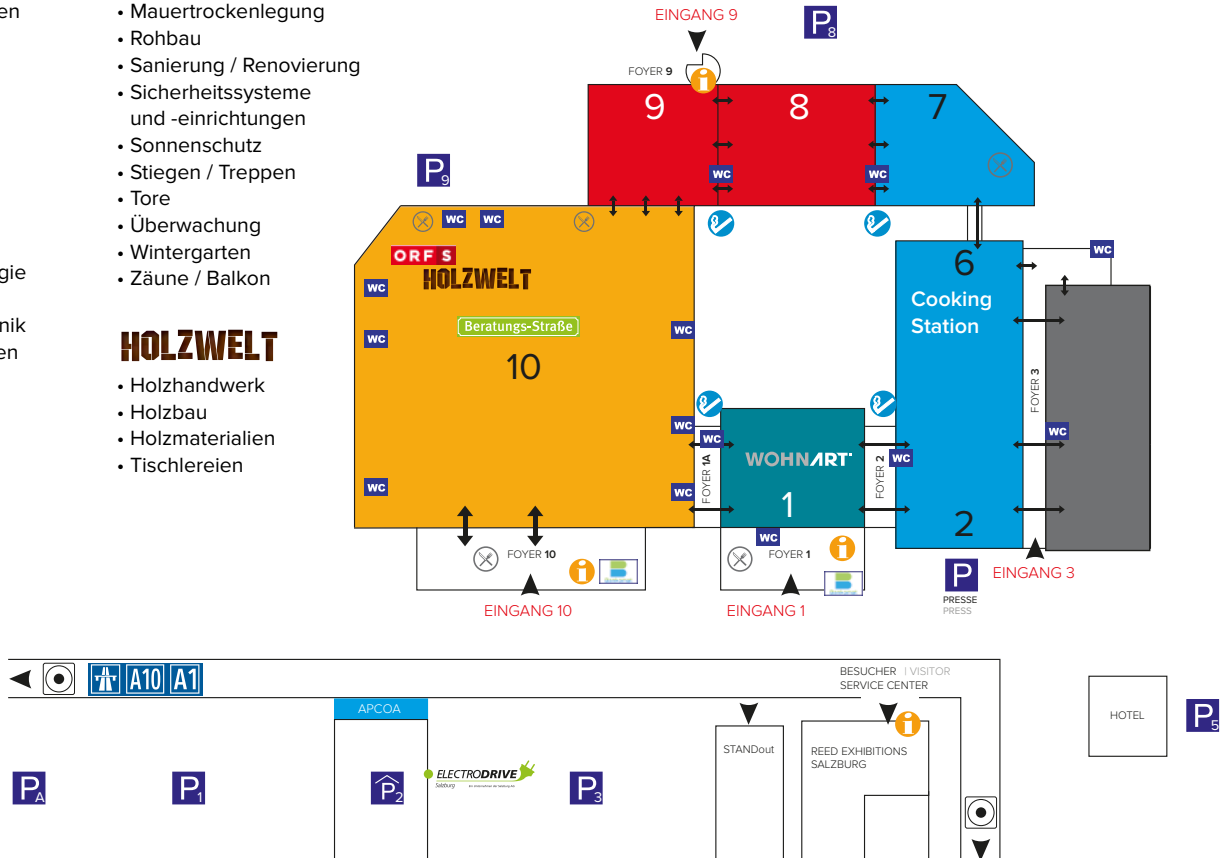 en
gie
nik
en
• Mauertrockenlegung
• Rohbau
• Sanierung / Renovierung
• Sicherheitssysteme
und -einrichtungen
• Sonnenschutz
• Stiegen / Treppen
• Tore
• Überwachung
• Wintergarten
• Zäune / Balkon
HOLZWELT
• Holzhandwerk
• Holzbau
• Holzmaterialien
• Tischlereien
EINGANG 9
P8
FOYER 9
i
9
8
7
P9
WC
WC
WC
WC
ORF S
HOLZWELT
WC
WC
Beratungs-Straße
WC
10
WC
WC
WC
WC
FOYER 1A
WOHNART
1
WC
FOYER 2
WC
6
Cooking
Station
2
WC
FOYER 3
WC
FOYER 10
i
FOYER 1
i
EINGANG 10
EINGANG 1
EINGANG 3
P
PRESSE
PRESS
A10
A1
BESUCHER | VISITOR
SERVICE CENTER
i
APCOA
STANDout
REED EXHIBITIONS
SALZBURG
HOTEL
P5
PA
P1
P2
ELECTRODRIVE
Salzburg
P3